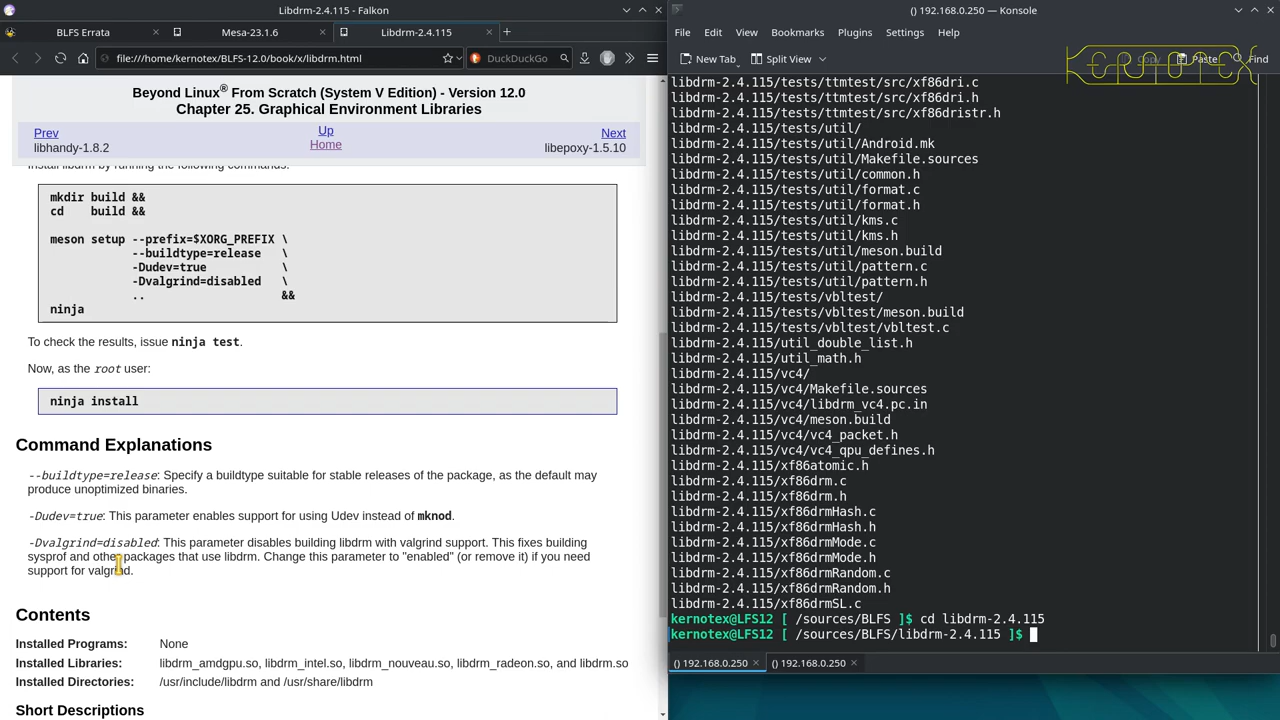 Libdrm-2.4.115 — Falkon
BLFS Errata
Mesa-23.1.6
Libdrm-2.4.115
file:///home/kernotex/BLFS-12.0/book/x/libdrm.html
DuckDuckGo
Beyond Linux® From Scratch (System V Edition) - Version 12.0
Chapter 25. Graphical Environment Libraries
Prev
Up
Next
libhandy-1.8.2
Home
libepoxy-1.5.10
Install libdrm by running the following commands:
mkdir build &&
cd    build &&
meson setup --prefix=$XORG_PREFIX \
--buildtype=release   \
-Dudev=true           \
-Dvalgrind=disabled   \
..                    &&
ninja
To check the results, issue ninja test.
Now, as the root user:
ninja install
Command Explanations
--buildtype=release: Specify a buildtype suitable for stable releases of the package, as the default may
produce unoptimized binaries.
-Dudev=true: This parameter enables support for using Udev instead of mknod.
-Dvalgrind=disabled: This parameter disables building libdrm with valgrind support. This fixes building
sysprof and other packages that use libdrm. Change this parameter to "enabled" (or remove it) if you need
support for valgrind.
Contents
Installed Programs: None
Installed Libraries: libdrm_amdgpu.so, libdrm_intel.so, libdrm_nouveau.so, libdrm_radeon.so, and libdrm.so
Installed Directories: /usr/include/libdrm and /usr/share/libdrm
Short Descriptions
() 192.168.0.250 — Konsole
File Edit View Bookmarks Plugins Settings Help
New Tab Split View Copy Paste Find
kernotex
libdrm-2.4.115/tests/ttmtest/src/xf86dri.c
libdrm-2.4.115/tests/ttmtest/src/xf86dri.h
libdrm-2.4.115/tests/ttmtest/src/xf86dristr.h
libdrm-2.4.115/tests/util/
libdrm-2.4.115/tests/util/Android.mk
libdrm-2.4.115/tests/util/Makefile.sources
libdrm-2.4.115/tests/util/common.h
libdrm-2.4.115/tests/util/format.c
libdrm-2.4.115/tests/util/format.h
libdrm-2.4.115/tests/util/kms.c
libdrm-2.4.115/tests/util/kms.h
libdrm-2.4.115/tests/util/meson.build
libdrm-2.4.115/tests/util/pattern.c
libdrm-2.4.115/tests/util/pattern.h
libdrm-2.4.115/tests/vbltest/
libdrm-2.4.115/tests/vbltest/meson.build
libdrm-2.4.115/tests/vbltest/vbltest.c
libdrm-2.4.115/util_double_list.h
libdrm-2.4.115/util_math.h
libdrm-2.4.115/vc4/
libdrm-2.4.115/vc4/Makefile.sources
libdrm-2.4.115/vc4/libdrm_vc4.pc.in
libdrm-2.4.115/vc4/meson.build
libdrm-2.4.115/vc4/vc4_packet.h
libdrm-2.4.115/vc4/vc4_qpu_defines.h
libdrm-2.4.115/xf86atomic.h
libdrm-2.4.115/xf86drm.c
libdrm-2.4.115/xf86drm.h
libdrm-2.4.115/xf86drmHash.c
libdrm-2.4.115/xf86drmHash.h
libdrm-2.4.115/xf86drmMode.c
libdrm-2.4.115/xf86drmMode.h
libdrm-2.4.115/xf86drmRandom.c
libdrm-2.4.115/xf86drmRandom.h
libdrm-2.4.115/xf86drmSL.c
kernotex@LFS12 [ /sources/BLFS ]$ cd libdrm-2.4.115
kernotex@LFS12 [ /sources/BLFS/libdrm-2.4.115 ]$
() 192.168.0.250
() 192.168.0.250